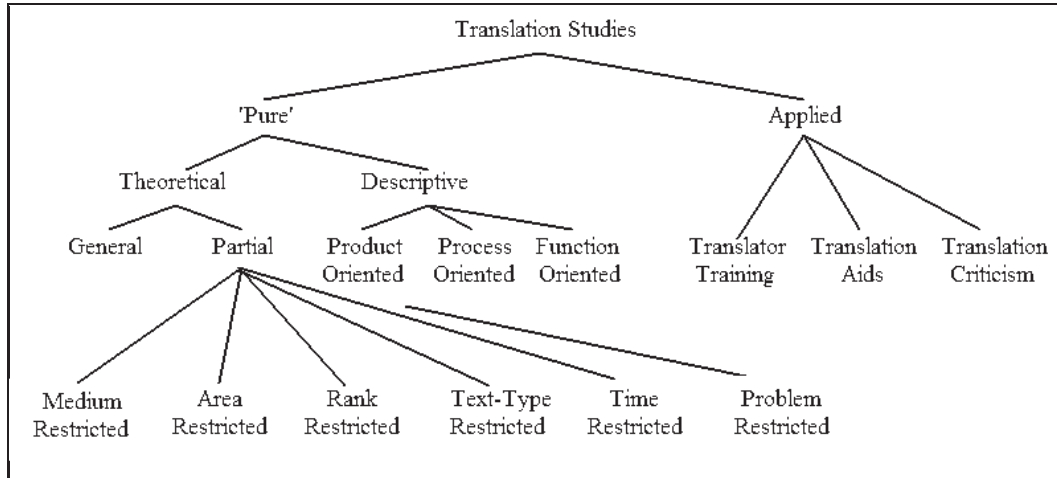 Translation Studies
'Pure'
Applied
Theoretical
Descriptive
General
Partial
Product
Oriented
Process
Oriented
Function
Oriented
Translator
Training
Translation
Aids
Translation
Criticism
Medium
Restricted
Area
Restricted
Rank
Restricted
Text-Type
Restricted
Time
Restricted
Problem
Restricted